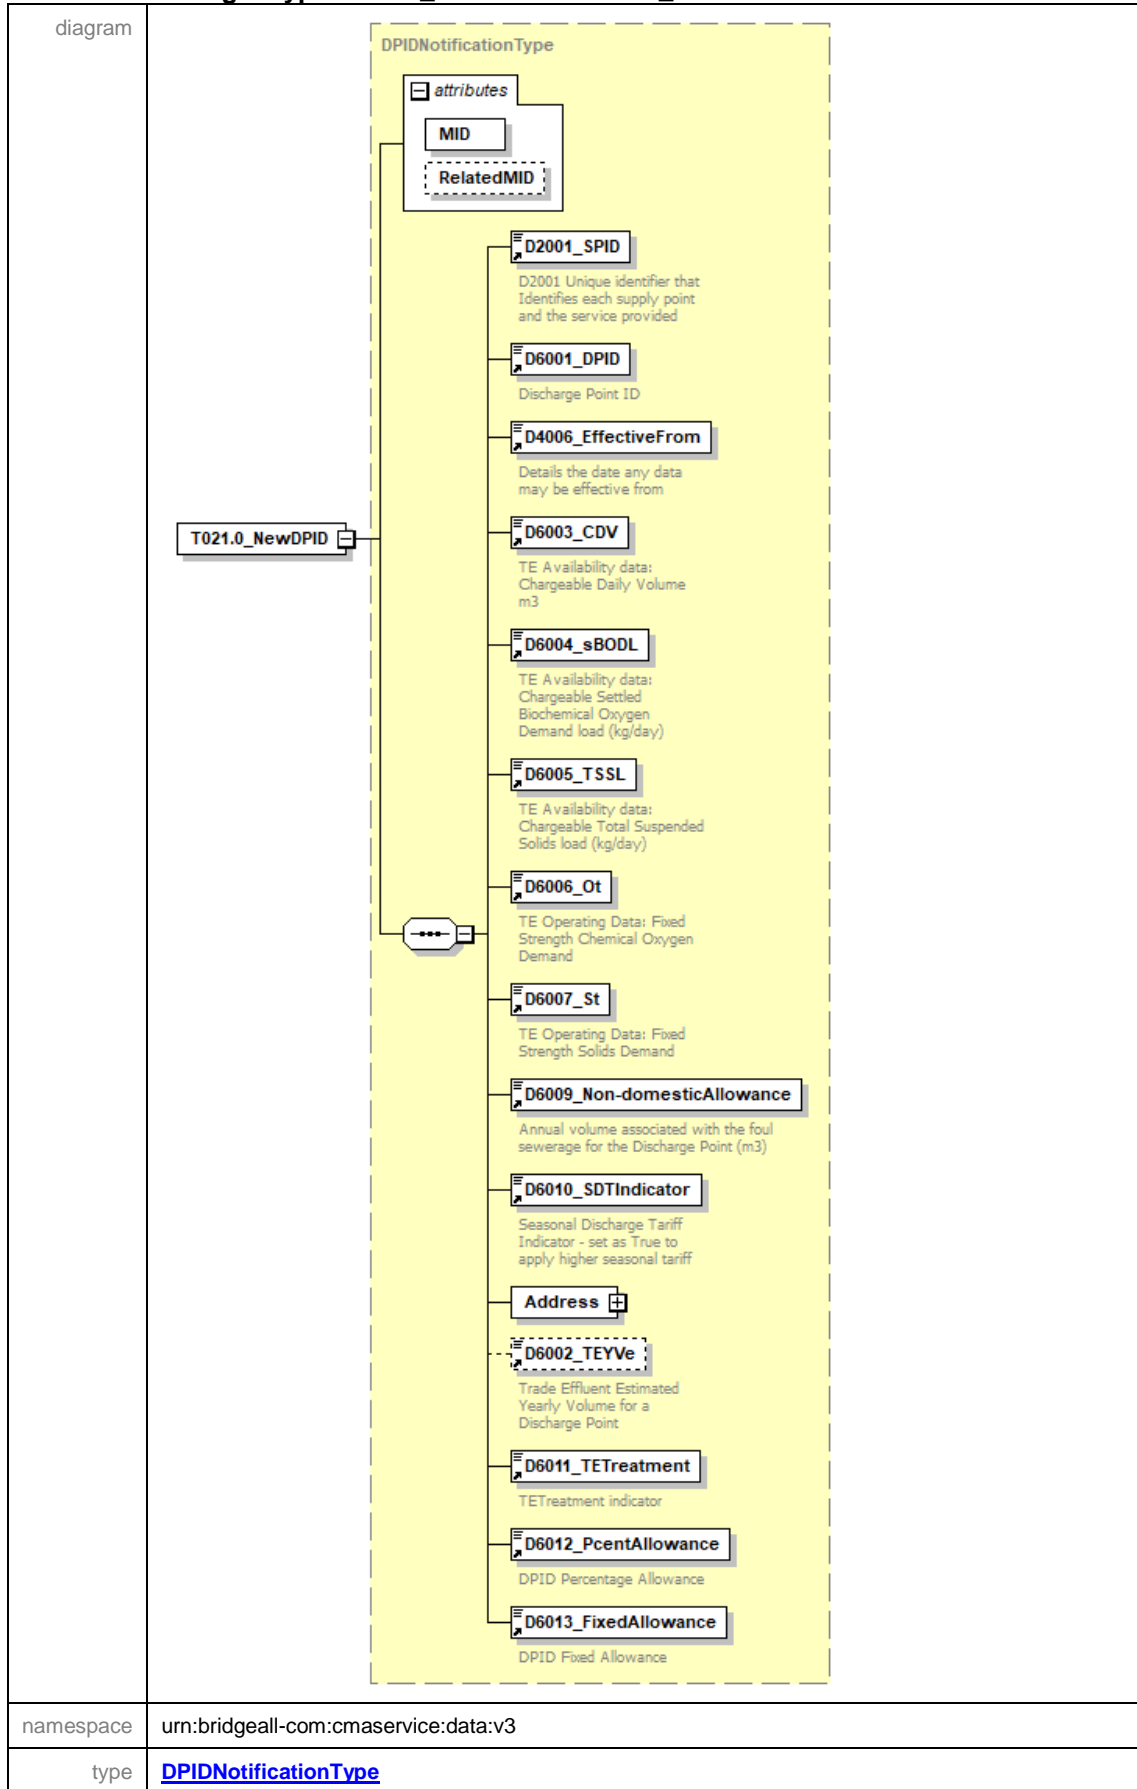 diagram
DPIDNotificationType
attributes
MID
RelatedMID
D2001_SPID
D2001 Unique identifier that
Identifies each supply point
and the service provided
D6001_DPID
Discharge Point ID
D4006_EffectiveFrom
Details the date any data
may be effective from
T021.0_NewDPID
D6003_CDV
TE Availability data:
Chargeable Daily Volume
m3
D6004_sBODL
TE Availability data:
Chargeable Settled
Biochemical Oxygen
Demand load (kg/day)
D6005_TSSL
TE Availability data:
Chargeable Total Suspended
Solids load (kg/day)
D6006_Ot
TE Operating Data: Fixed
Strength Chemical Oxygen
Demand
D6007_St
TE Operating Data: Fixed
Strength Solids Demand
D6009_Non-domesticAllowance
Annual volume associated with the foul
sewerage for the Discharge Point (m3)
D6010_SDTIndicator
Seasonal Discharge Tariff
Indicator - set as True to
apply higher seasonal tariff
Address
D6002_TEYVe
Trade Effluent Estimated
Yearly Volume for a
Discharge Point
D6011_TETreatment
TETreatment indicator
D6012_PcentAllowance
DPID Percentage Allowance
D6013_FixedAllowance
DPID Fixed Allowance
namespace
urn:bridgeall-com:cmaservice:data:v3
type
DPIDNotificationType